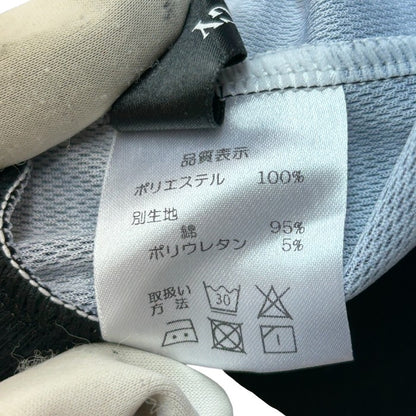 品質表示
ポリエステル 100%
別生地
綿 95%
ポリウレタン 5%
取扱い
方法
30